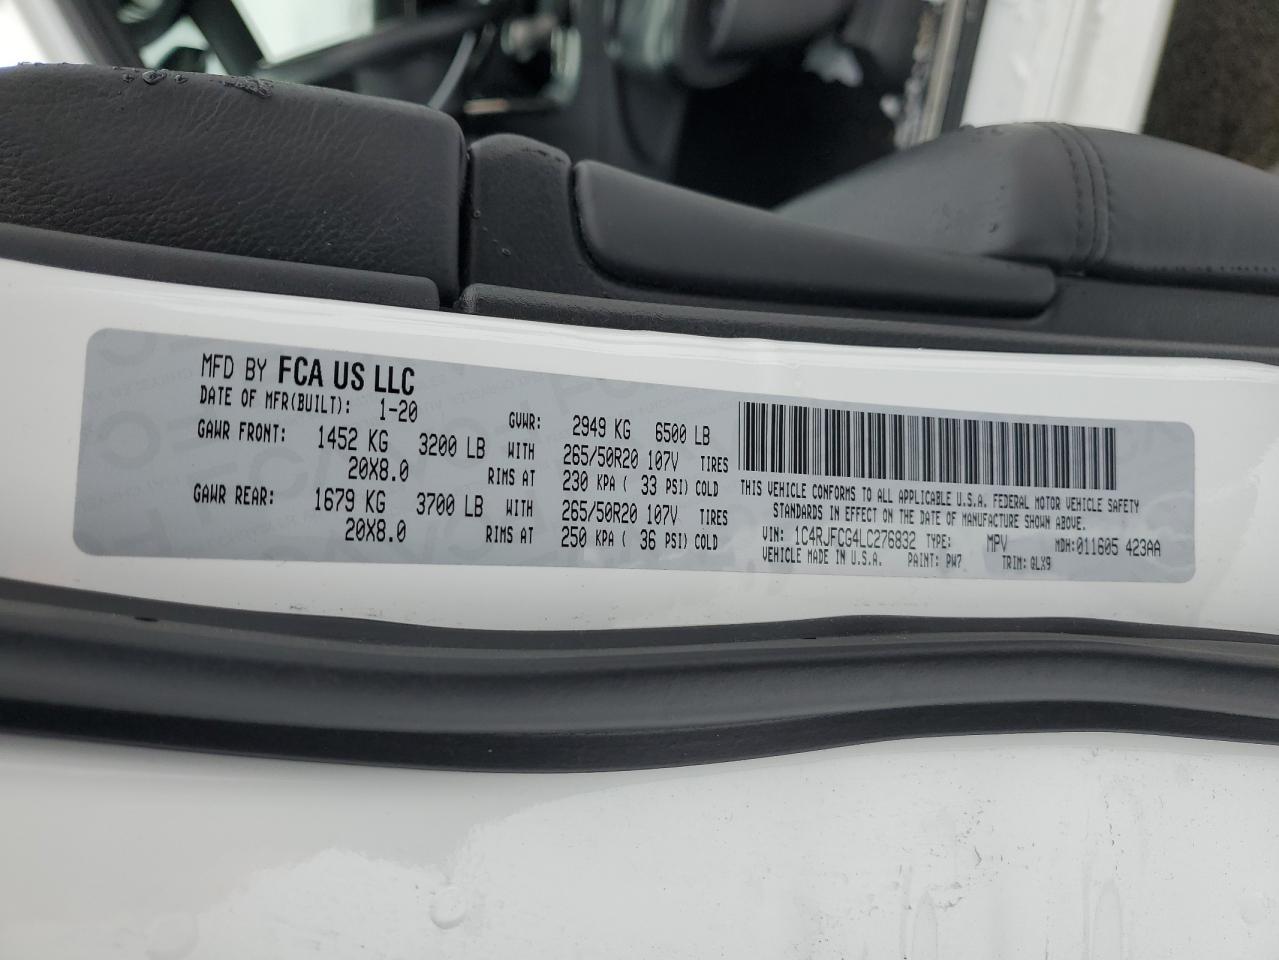 MFD BY FCA US LLC
DATE OF MFR(BUILT): 1-20
GVWR: 2949 KG 6500 LB
GAWR FRONT: 1452 KG 3200 LB WITH 265/50R20 107V TIRES
20X8.0 RIMS AT 230 KPA ( 33 PSI) COLD
GAWR REAR: 1679 KG 3700 LB WITH 265/50R20 107V TIRES
20X8.0 RIMS AT 250 KPA ( 36 PSI) COLD
THIS VEHICLE CONFORMS TO ALL APPLICABLE U.S.A. FEDERAL MOTOR VEHICLE SAFETY
STANDARDS IN EFFECT ON THE DATE OF MANUFACTURE SHOWN ABOVE.
VIN: 1C4RJFCG4LC276832 TYPE: MPV MDH:011605 423AA
VEHICLE MADE IN U.S.A. PAINT: PW7 TRIM: QLX9